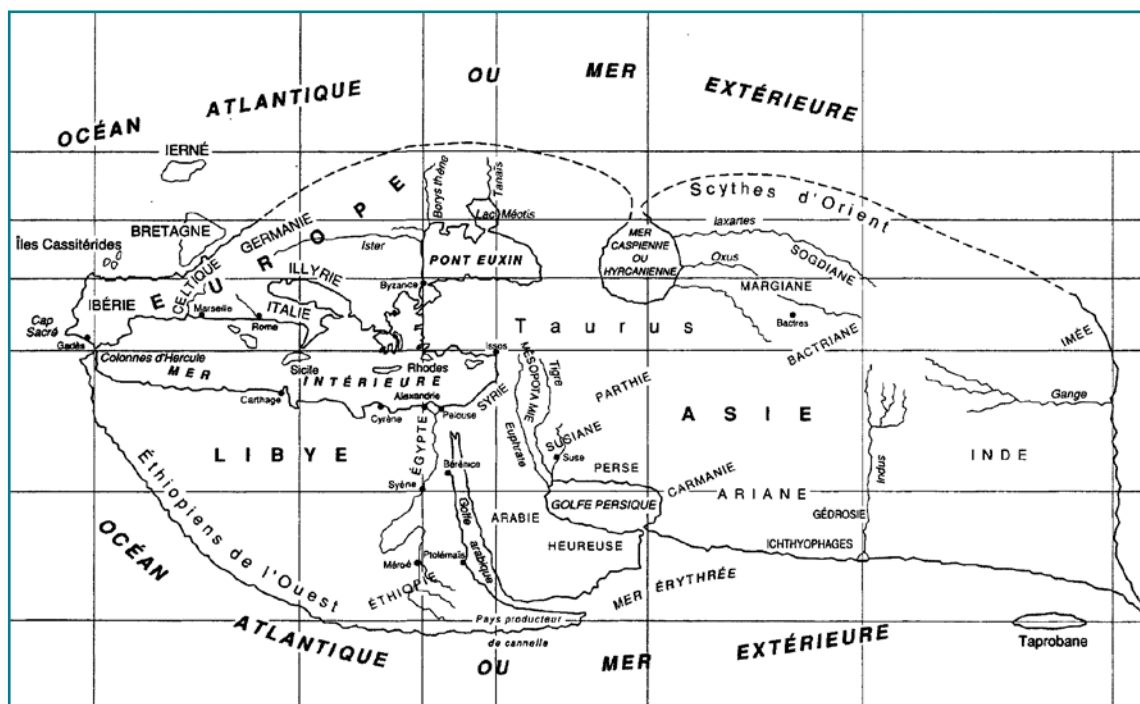 OCÉAN ATLANTIQUE OU MER EXTÉRIEURE
IERNÉ
BRETAGNE
Îles Cassitérides
GERMANIE
EUROPE
Borysthène
Tanaïs
Lac Méotis
Scythes d'Orient
Iaxartes
Ister
PONT EUXIN
MER
CASPIENNE
OU
HYRCANIENNE
Oxus
SOGDIANE
CELTIQUE
ILLYRIE
IBÉRIE
Byzance
MARGIANE
Marseille
ITALIE
Rome
Bactres
Taurus
BACTRIANE
IMÉE
Cap
Sacré
Gadès
Colonnes d'Hercule
Sicile
Rhodes
Issos
MER INTÉRIEURE
MÉSOPOTAMIE
Tigre
PARTHIE
Carthage
Alexandrie
Cyrène
Peluse
SYRIE
ASIE
Gange
LIBYE
ÉGYPTE
Euphrate
SUSIANE
Suse
INDE
Bérénice
PERSE
CARMANIE
Indus
Syène
ARIANE
Golfe arabique
ARABIE
GOLFE PERSIQUE
GÉDROSIE
HEUREUSE
ICHTHYOPHAGES
Éthiopiens de l'Ouest
Méroé
Ptolémaïs
ÉTHIOPIE
MER ÉRYTHRÉE
Pays producteur
de cannelle
Taprobane
OCÉAN ATLANTIQUE OU MER EXTÉRIEURE